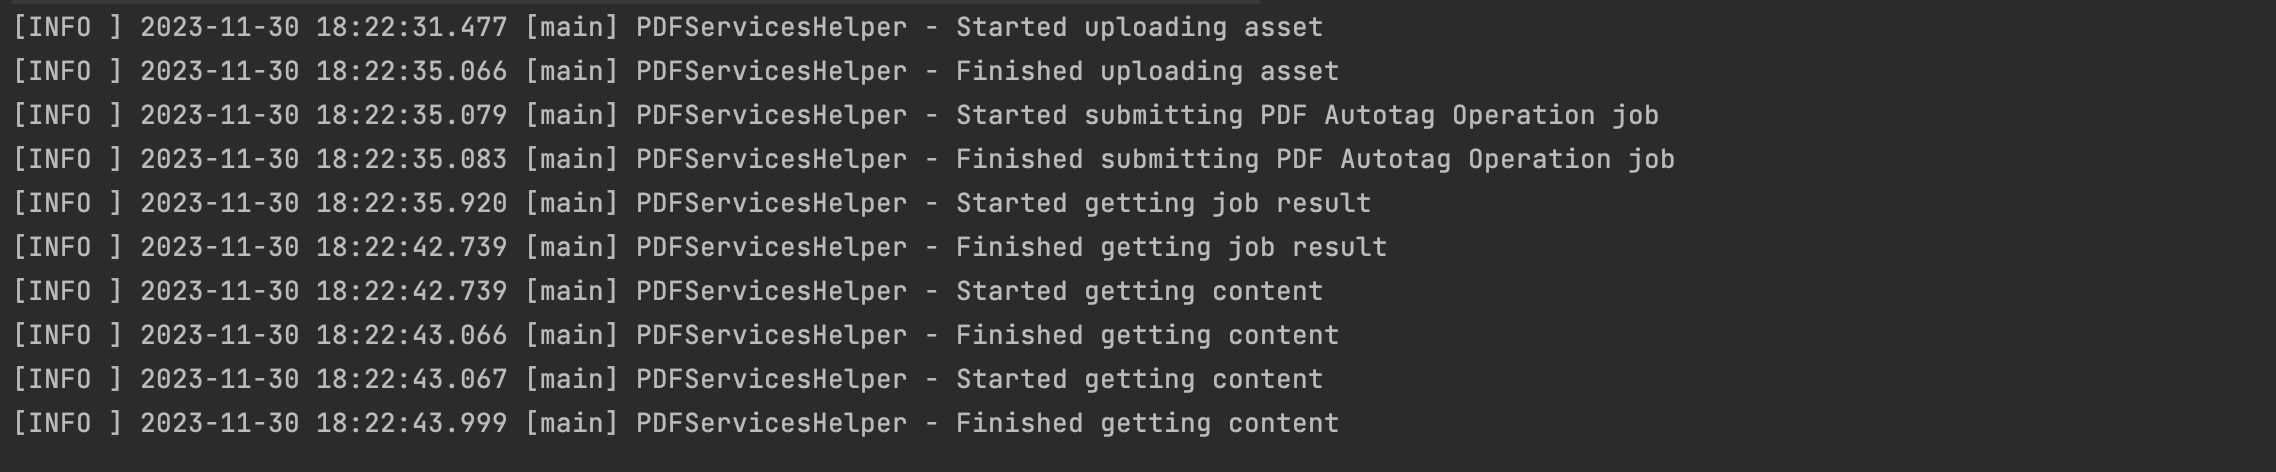 [INFO ] 2023-11-30 18:22:31.477 [main] PDFServicesHelper - Started uploading asset
[INFO ] 2023-11-30 18:22:35.066 [main] PDFServicesHelper - Finished uploading asset
[INFO ] 2023-11-30 18:22:35.079 [main] PDFServicesHelper - Started submitting PDF Autotag Operation job
[INFO ] 2023-11-30 18:22:35.083 [main] PDFServicesHelper - Finished submitting PDF Autotag Operation job
[INFO ] 2023-11-30 18:22:35.920 [main] PDFServicesHelper - Started getting job result
[INFO ] 2023-11-30 18:22:42.739 [main] PDFServicesHelper - Finished getting job result
[INFO ] 2023-11-30 18:22:42.739 [main] PDFServicesHelper - Started getting content
[INFO ] 2023-11-30 18:22:43.066 [main] PDFServicesHelper - Finished getting content
[INFO ] 2023-11-30 18:22:43.067 [main] PDFServicesHelper - Started getting content
[INFO ] 2023-11-30 18:22:43.999 [main] PDFServicesHelper - Finished getting content